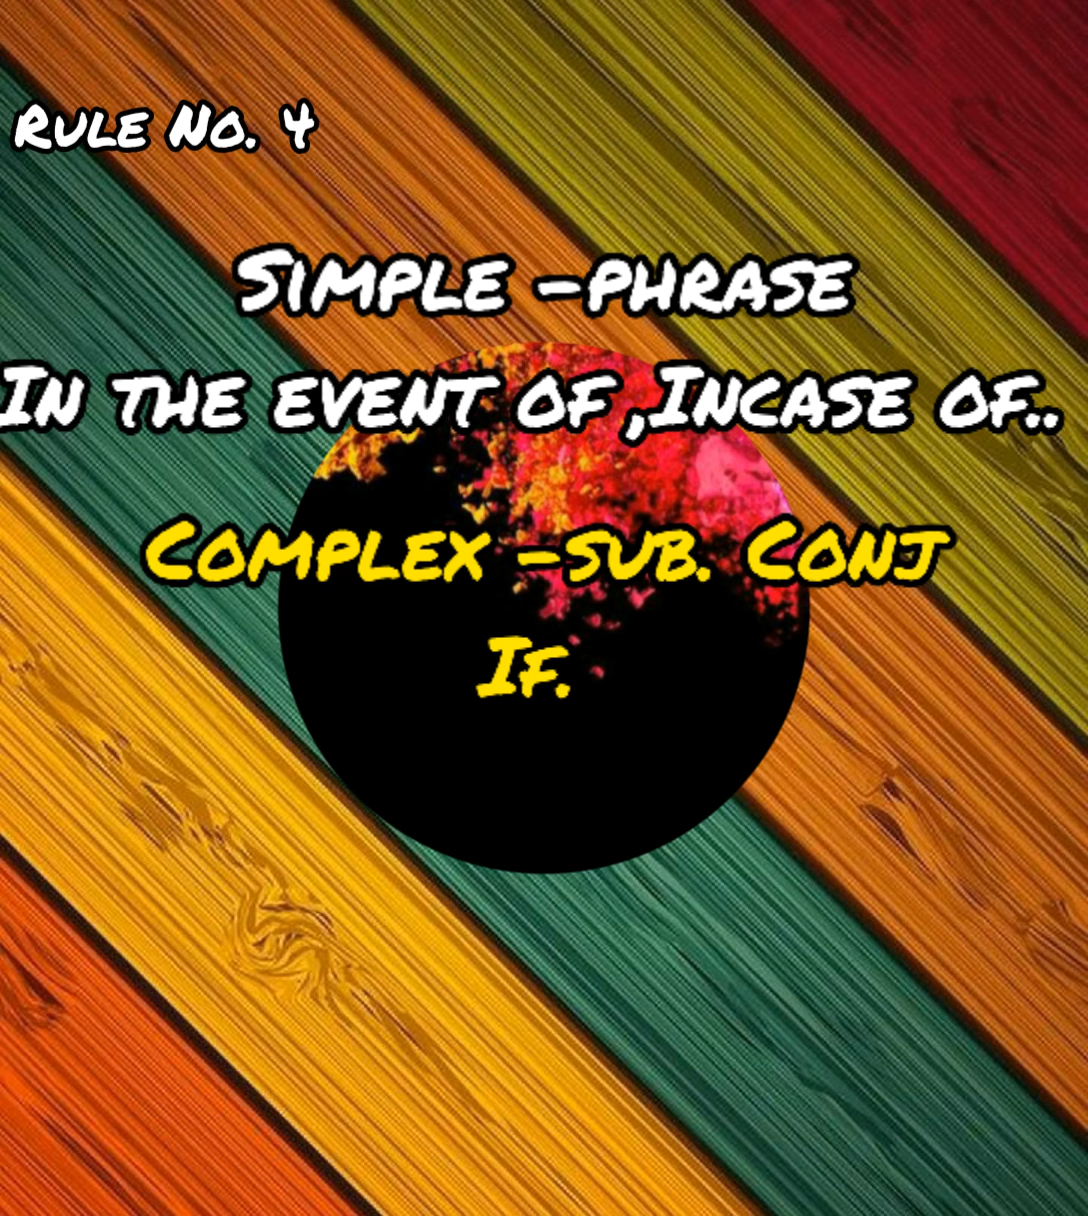 Rule No. 4
Simple -phrase
In the event of ,Incase of..
Complex -sub. Conj
If.